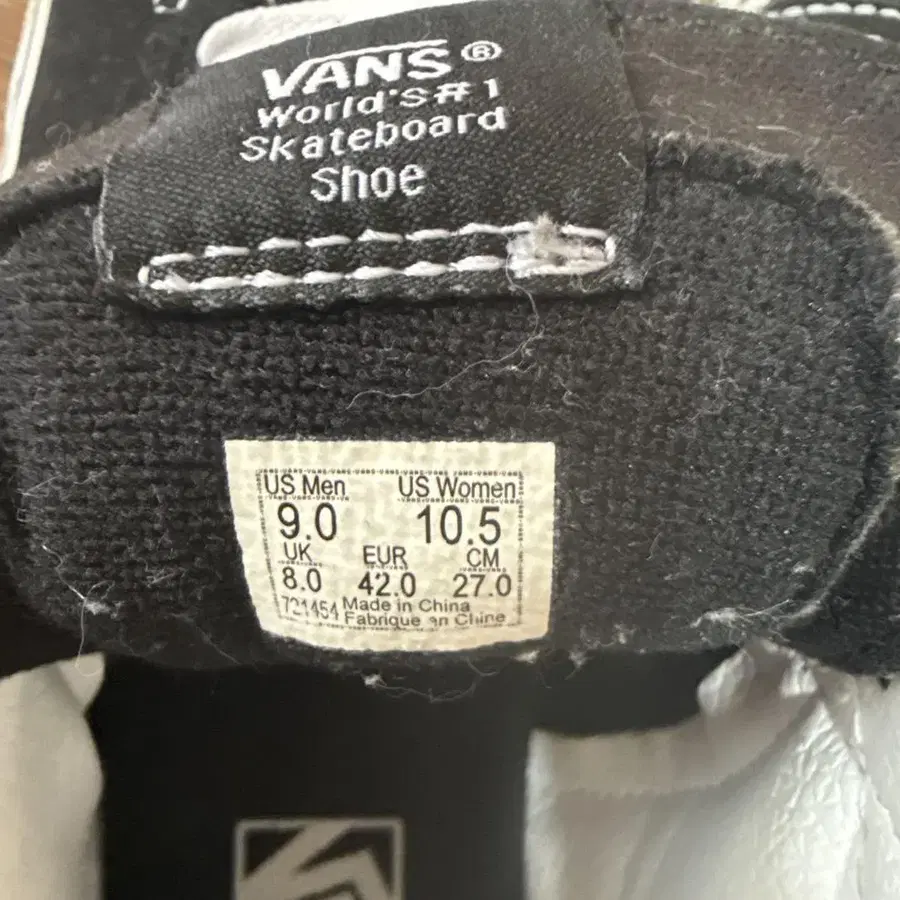 VANS®
World's #1
Skateboard
Shoe
US Men US Women
9.0 10.5
UK EUR CM
8.0 42.0 27.0
721454 Made in China
Fabrique en Chine